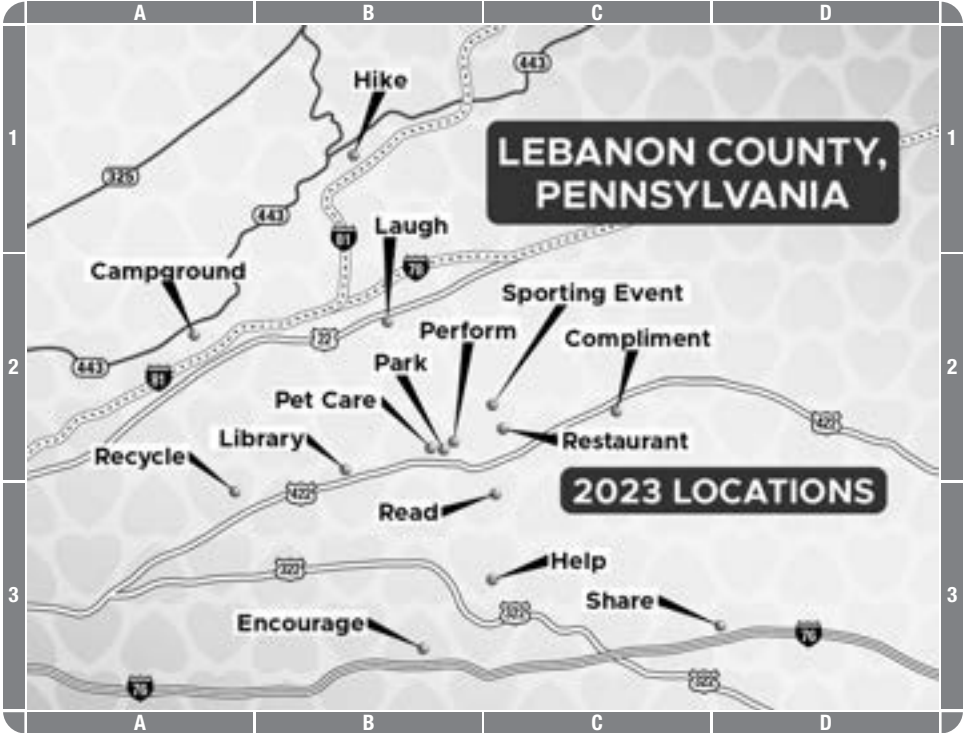 A B C D
443
Hike
1 1
LEBANON COUNTY,
PENNSYLVANIA
325
443
Laugh
81
78
Campground
Sporting Event
Perform
22
Compliment
Park
443
2 2
81
Pet Care
422
Library
Restaurant
Recycle
422
2023 LOCATIONS
Read
Help
322
3 3
Share
322
Encourage
76
322
76
A B C D